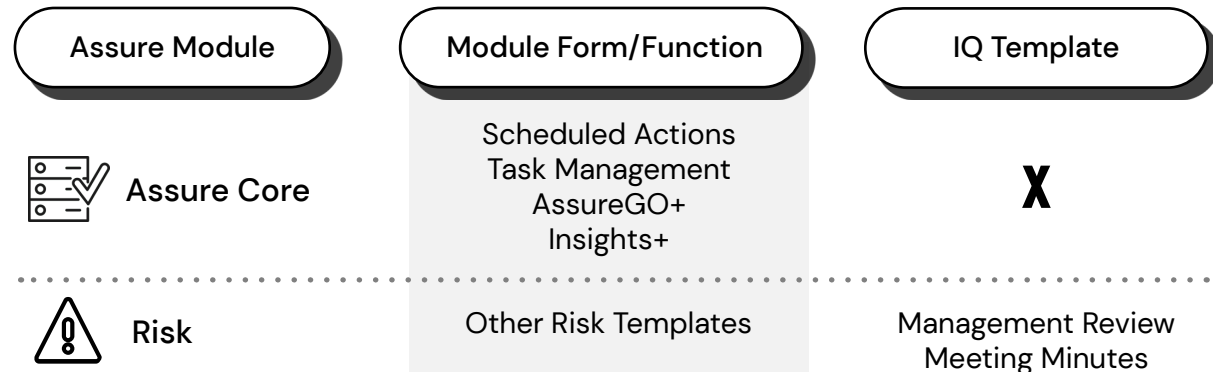 Assure Module
Module Form/Function
IQ Template
Assure Core
Scheduled Actions
Task Management
AssureGO+
Insights+
X
Risk
Other Risk Templates
Management Review
Meeting Minutes